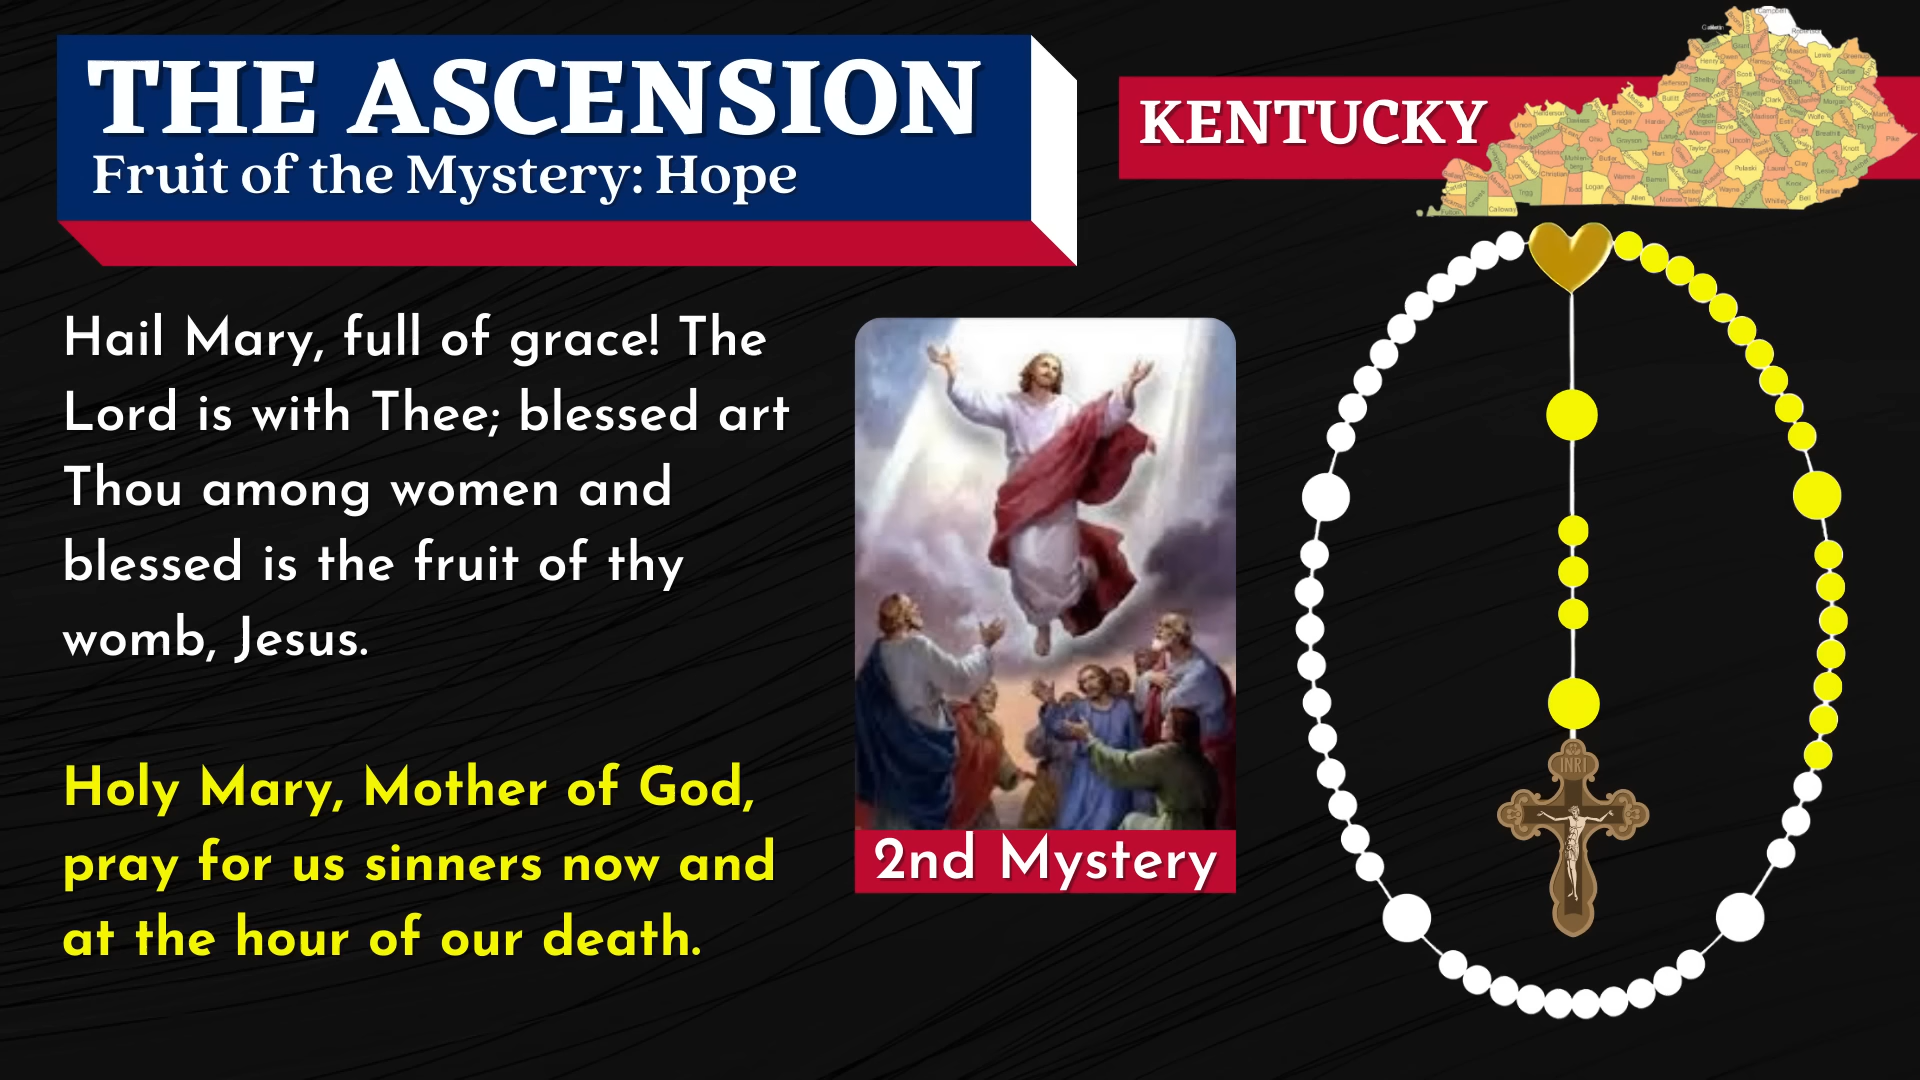 THE ASCENSION
Fruit of the Mystery: Hope
KENTUCKY
Hail Mary, full of grace! The
Lord is with Thee; blessed art
Thou among women and
blessed is the fruit of thy
womb, Jesus.
Holy Mary, Mother of God,
pray for us sinners now and
at the hour of our death.
2nd Mystery
INRI